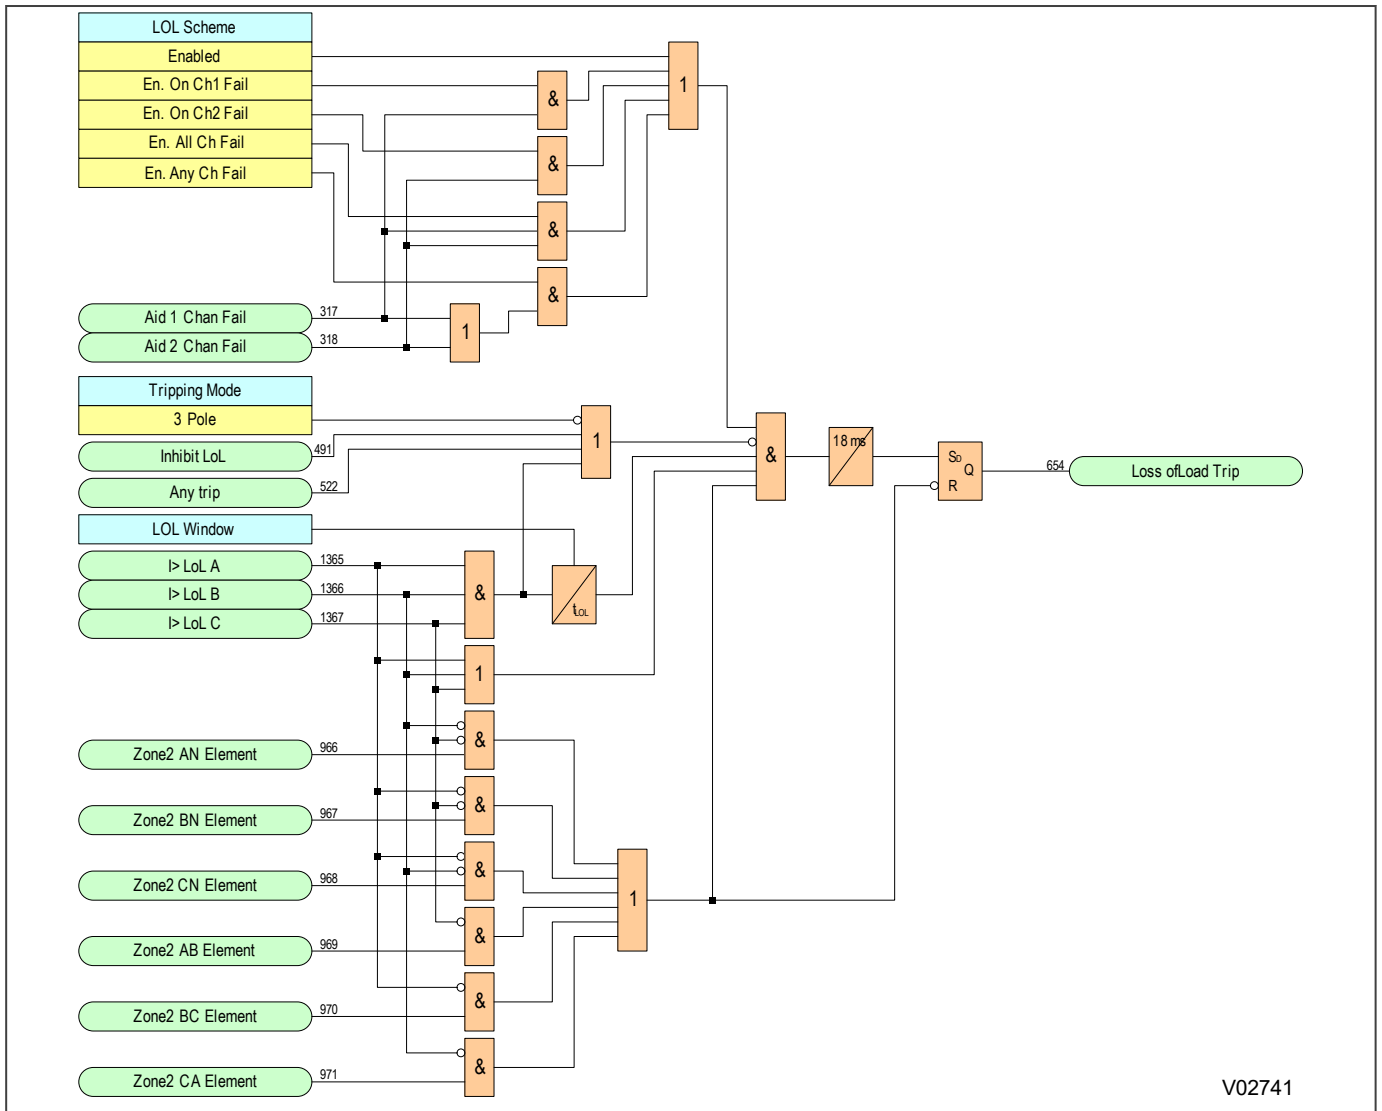 LOL Scheme
Enabled
En. On Ch1 Fail
En. On Ch2 Fail
En. All Ch Fail
En. Any Ch Fail
&
&
&
&
1
Aid 1 Chan Fail
317
Aid 2 Chan Fail
318
1
Tripping Mode
3 Pole
Inhibit LoL
491
Any trip
522
1
&
18 ms
SD
Q
R
654
Loss ofLoad Trip
LOL Window
I> LoL A
1365
I> LoL B
1366
I> LoL C
1367
&
tLOL
1
Zone2 AN Element
966
&
Zone2 BN Element
967
&
Zone2 CN Element
968
&
Zone2 AB Element
969
&
Zone2 BC Element
970
&
Zone2 CA Element
971
&
1
V02741